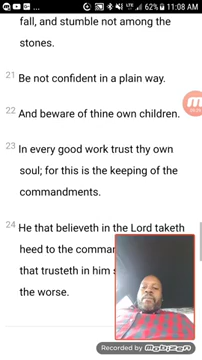 62% 11:08 AM
fall, and stumble not among the
stones.
21 Be not confident in a plain way.
22 And beware of thine own children.
23 In every good work trust thy own
soul; for this is the keeping of the
commandments.
24 He that believeth in the Lord taketh
heed to the comma
that trusteth in him
the worse.
Recorded by